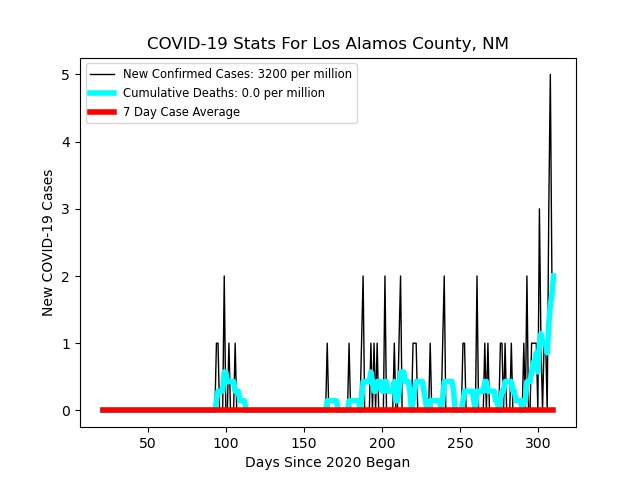 COVID-19 Stats For Los Alamos County, NM
New Confirmed Cases: 3200 per million
Cumulative Deaths: 0.0 per million
7 Day Case Average
New COVID-19 Cases
5
4
3
2
1
0
50 100 150 200 250 300
Days Since 2020 Began